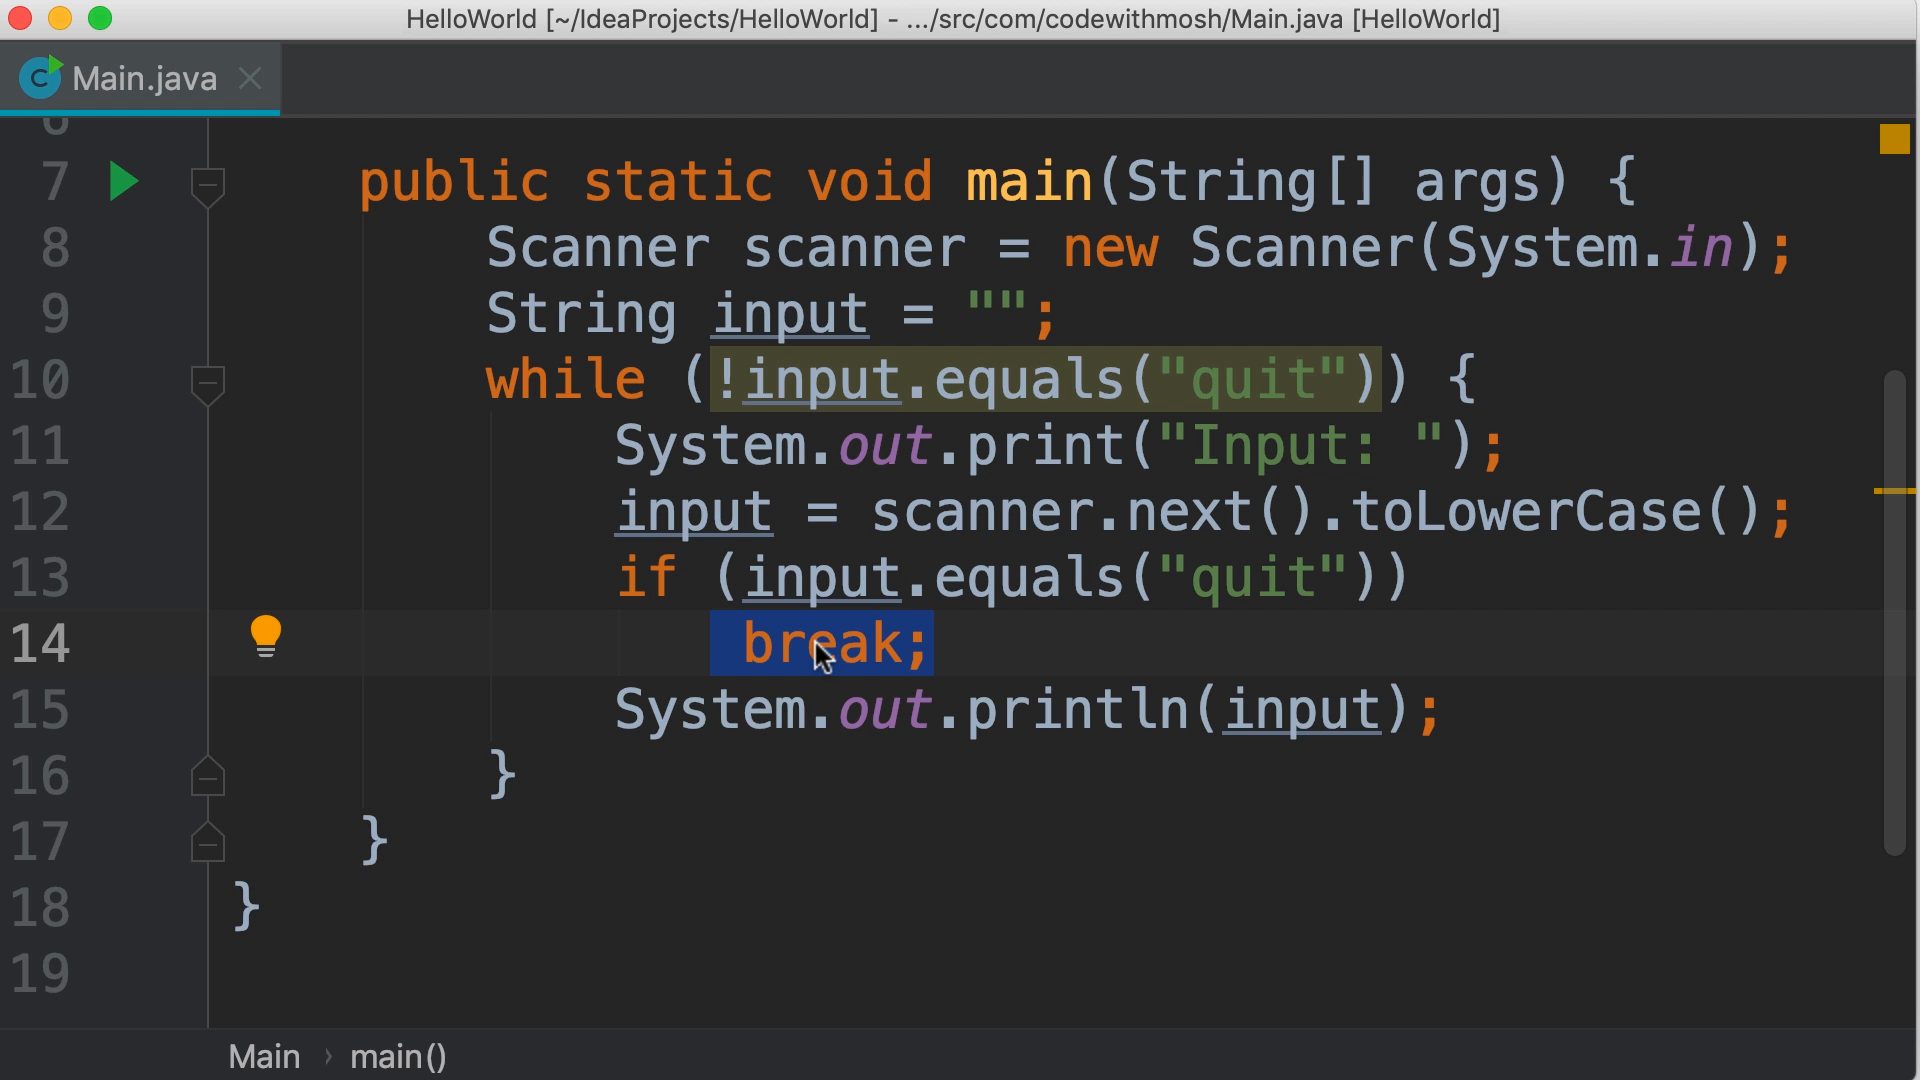 HelloWorld [~/IdeaProjects/HelloWorld] - .../src/com/codewithmosh/Main.java [HelloWorld]
Main.java
6
7 public static void main(String[] args) {
8 Scanner scanner = new Scanner(System.in);
9 String input = "";
10 while (!input.equals("quit")) {
11 System.out.print("Input: ");
12 input = scanner.next().toLowerCase();
13 if (input.equals("quit"))
14 break;
15 System.out.println(input);
16 }
17 }
18 }
19
Main › main()